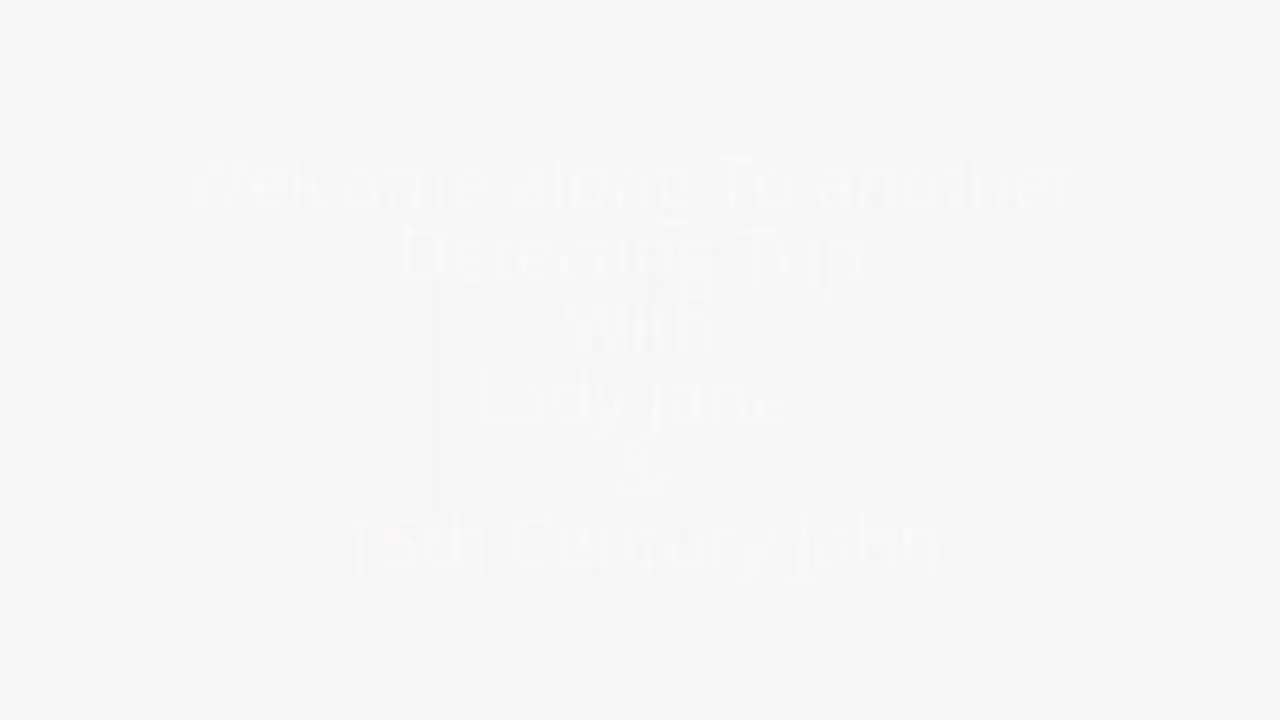 Welcome along To another
Detecting Trip
With
Lady Jane
&
15th Century John